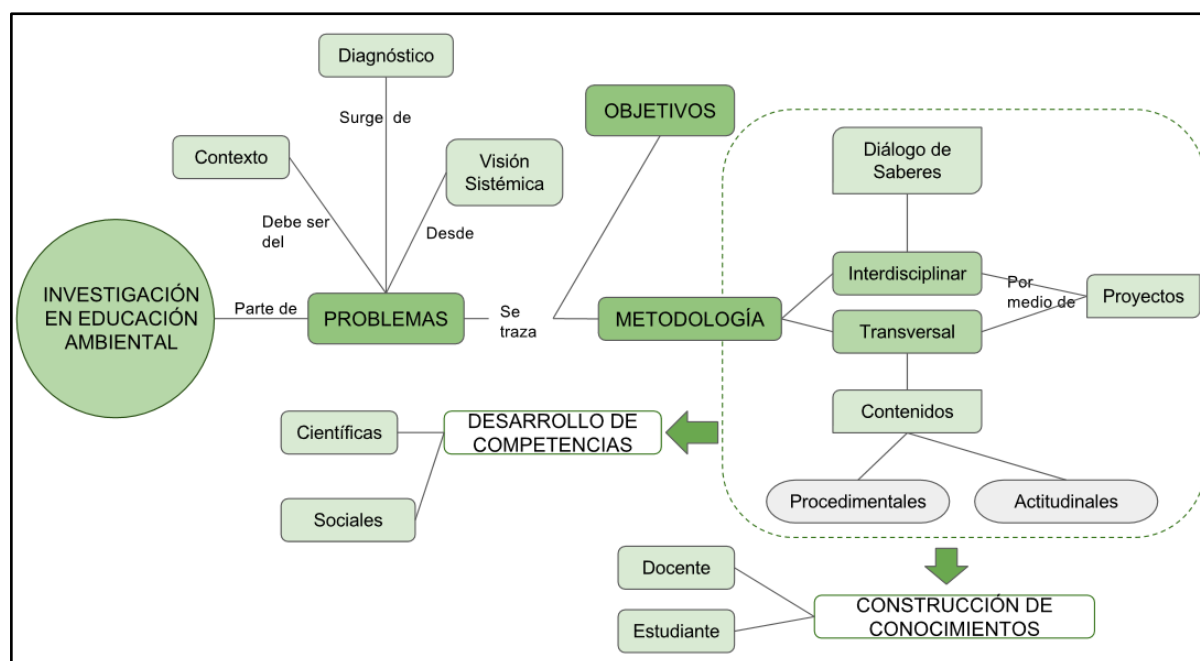 Diagnóstico
Surge de
Contexto
Visión
Sistémica
Debe ser
del
Desde
INVESTIGACIÓN
EN EDUCACIÓN
AMBIENTAL
Parte de
PROBLEMAS
Se
traza
OBJETIVOS
METODOLOGÍA
Diálogo de
Saberes
Interdisciplinar
Por
medio de
Proyectos
Transversal
Contenidos
Procedimentales
Actitudinales
DESARROLLO DE
COMPETENCIAS
Científicas
Sociales
CONSTRUCCIÓN DE
CONOCIMIENTOS
Docente
Estudiante